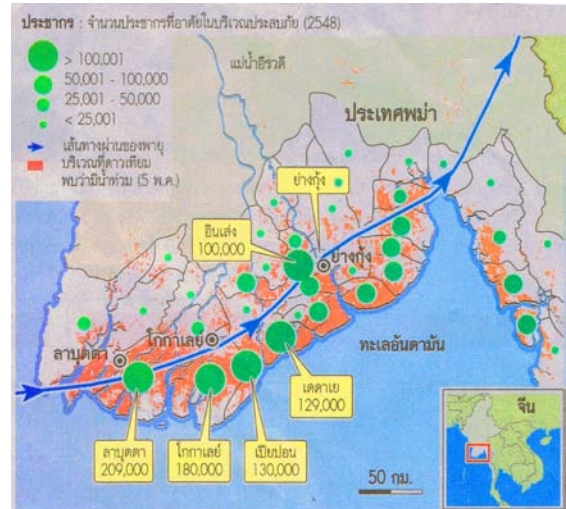 ประชากร : จำนวนประชากรที่อาศัยในบริเวณประสบภัย (2548)
> 100,001
50,001 - 100,000
25,001 - 50,000
< 25,001
เส้นทางผ่านของพายุ
บริเวณที่ดาวเทียม
พบว่ามีน้ำท่วม (5 พ.ค.)
แม่น้ำอิรวดี
ประเทศพม่า
ย่างกุ้ง
อินเส่ง
100,000
ย่างกุ้ง
โกกาเลย์
ลาบุตตา
ทะเลอันดามัน
เดดาเย
129,000
ลาบุตตา
209,000
โกกาเลย์
180,000
เปียปอน
130,000
50 กม.
จีน